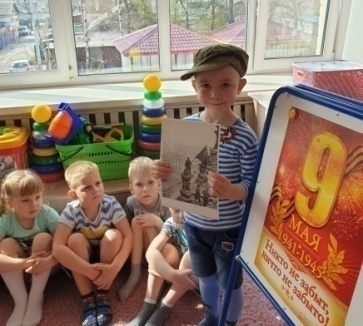 9
МАЯ
1941-1945
Никто не забыт,
ничто не забыто!